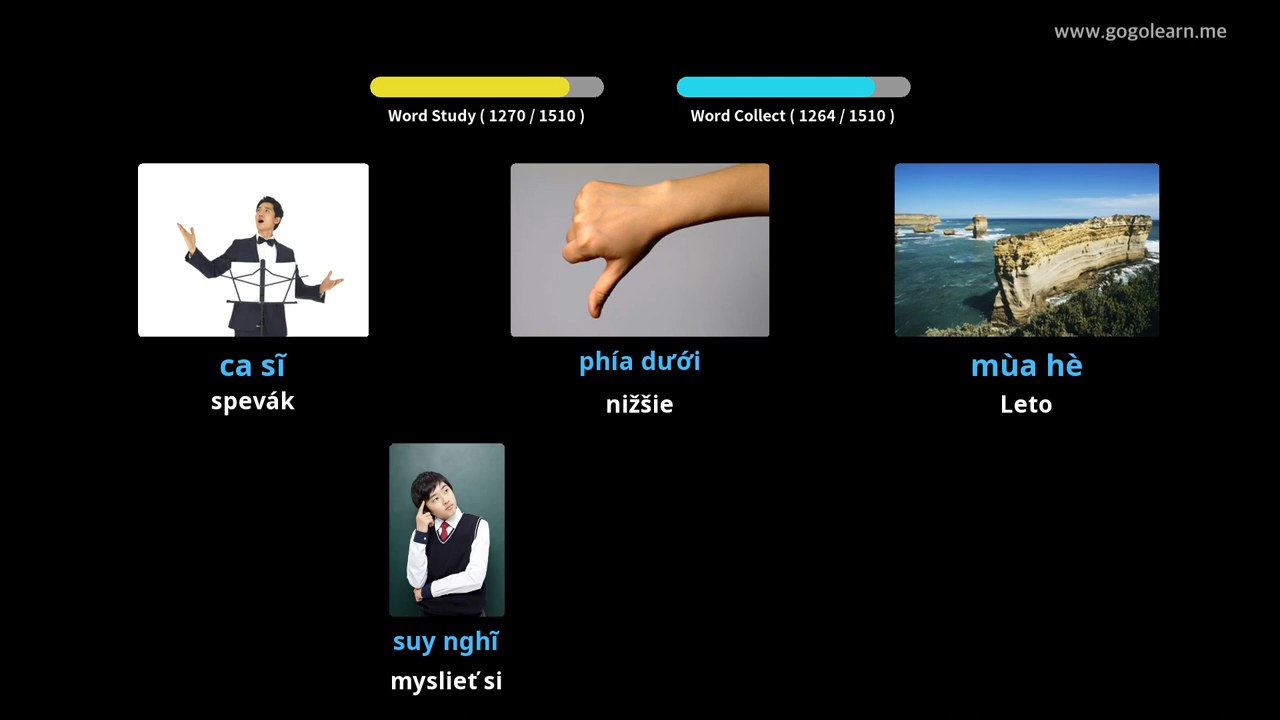 www.gogolearn.me
Word Study ( 1270 / 1510 )
Word Collect ( 1264 / 1510 )
ca sĩ
spevák
phía dưới
nižšie
mùa hè
Leto
suy nghĩ
myslieť si